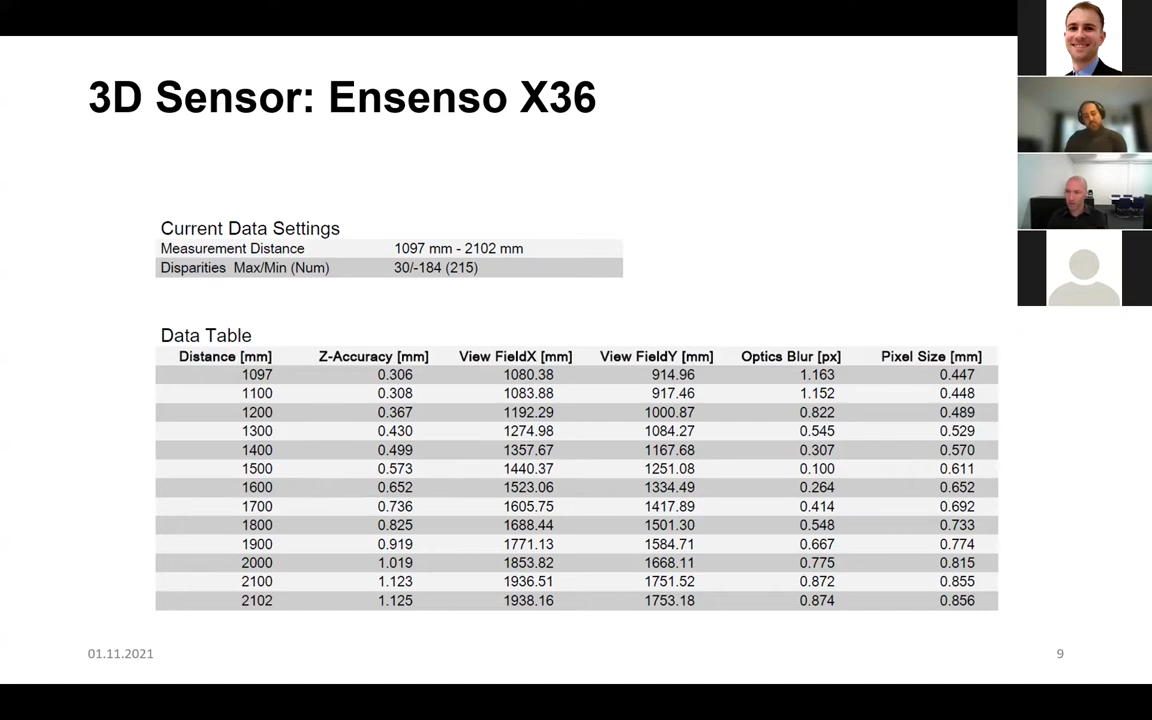 3D Sensor: Ensenso X36
Current Data Settings
Measurement Distance 1097 mm - 2102 mm
Disparities Max/Min (Num) 30/-184 (215)
Data Table
Distance [mm] Z-Accuracy [mm] View FieldX [mm] View FieldY [mm] Optics Blur [px] Pixel Size [mm]
1097 0.306 1080.38 914.96 1.163 0.447
1100 0.308 1083.88 917.46 1.152 0.448
1200 0.367 1192.29 1000.87 0.822 0.489
1300 0.430 1274.98 1084.27 0.545 0.529
1400 0.499 1357.67 1167.68 0.307 0.570
1500 0.573 1440.37 1251.08 0.100 0.611
1600 0.652 1523.06 1334.49 0.264 0.652
1700 0.736 1605.75 1417.89 0.414 0.692
1800 0.825 1688.44 1501.30 0.548 0.733
1900 0.919 1771.13 1584.71 0.667 0.774
2000 1.019 1853.82 1668.11 0.775 0.815
2100 1.123 1936.51 1751.52 0.872 0.855
2102 1.125 1938.16 1753.18 0.874 0.856
01.11.2021 9